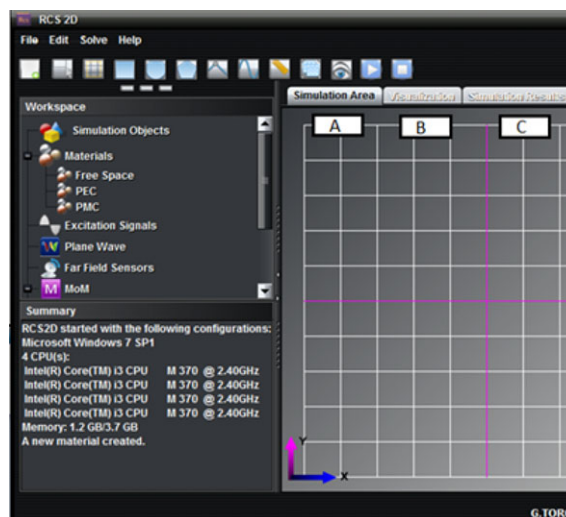 RCS 2D
File Edit Solve Help
Workspace
Simulation Objects
Materials
Free Space
PEC
PMC
Excitation Signals
Plane Wave
Far Field Sensors
M MoM
Summary
RCS2D started with the following configurations:
Microsoft Windows 7 SP1
4 CPU(s):
Intel(R) Core(TM) i3 CPU M 370 @ 2.40GHz
Intel(R) Core(TM) i3 CPU M 370 @ 2.40GHz
Intel(R) Core(TM) i3 CPU M 370 @ 2.40GHz
Intel(R) Core(TM) i3 CPU M 370 @ 2.40GHz
Memory: 1.2 GB/3.7 GB
A new material created.
Simulation Area Visualization Simulation Results
A B C
Y
X
G.TOR